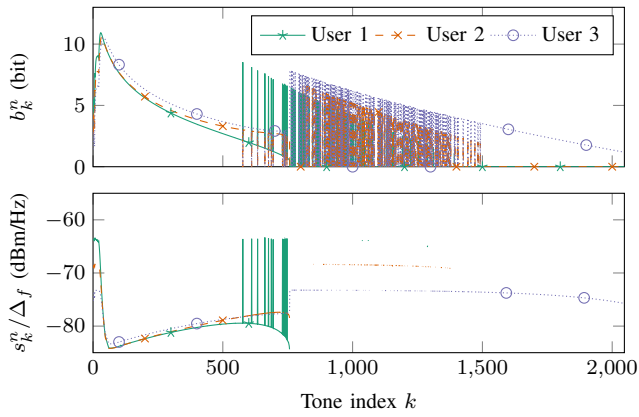 User 1 User 2 User 3
10
5
0
b_k^n (bit)
−60
−70
−80
s_k^n/Δ_f (dBm/Hz)
0 500 1,000 1,500 2,000
Tone index k